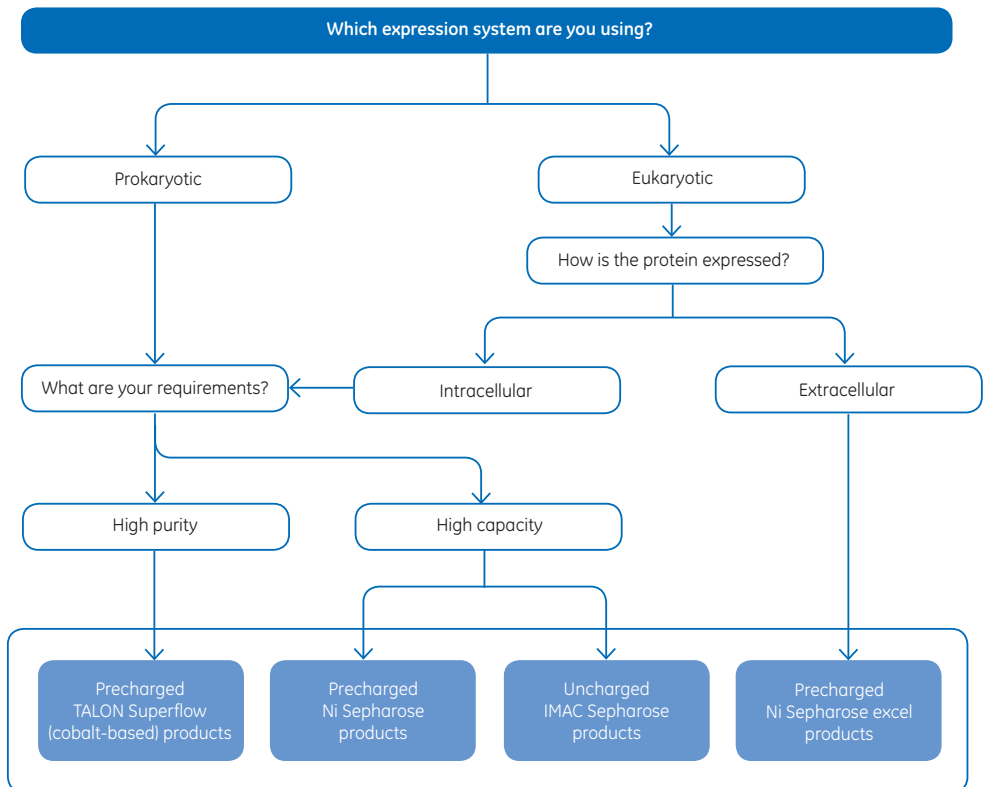 Which expression system are you using?
Prokaryotic
Eukaryotic
How is the protein expressed?
What are your requirements?
Intracellular
Extracellular
High purity
High capacity
Precharged
TALON Superflow
(cobalt-based) products
Precharged
Ni Sepharose
products
Uncharged
IMAC Sepharose
products
Precharged
Ni Sepharose excel
products